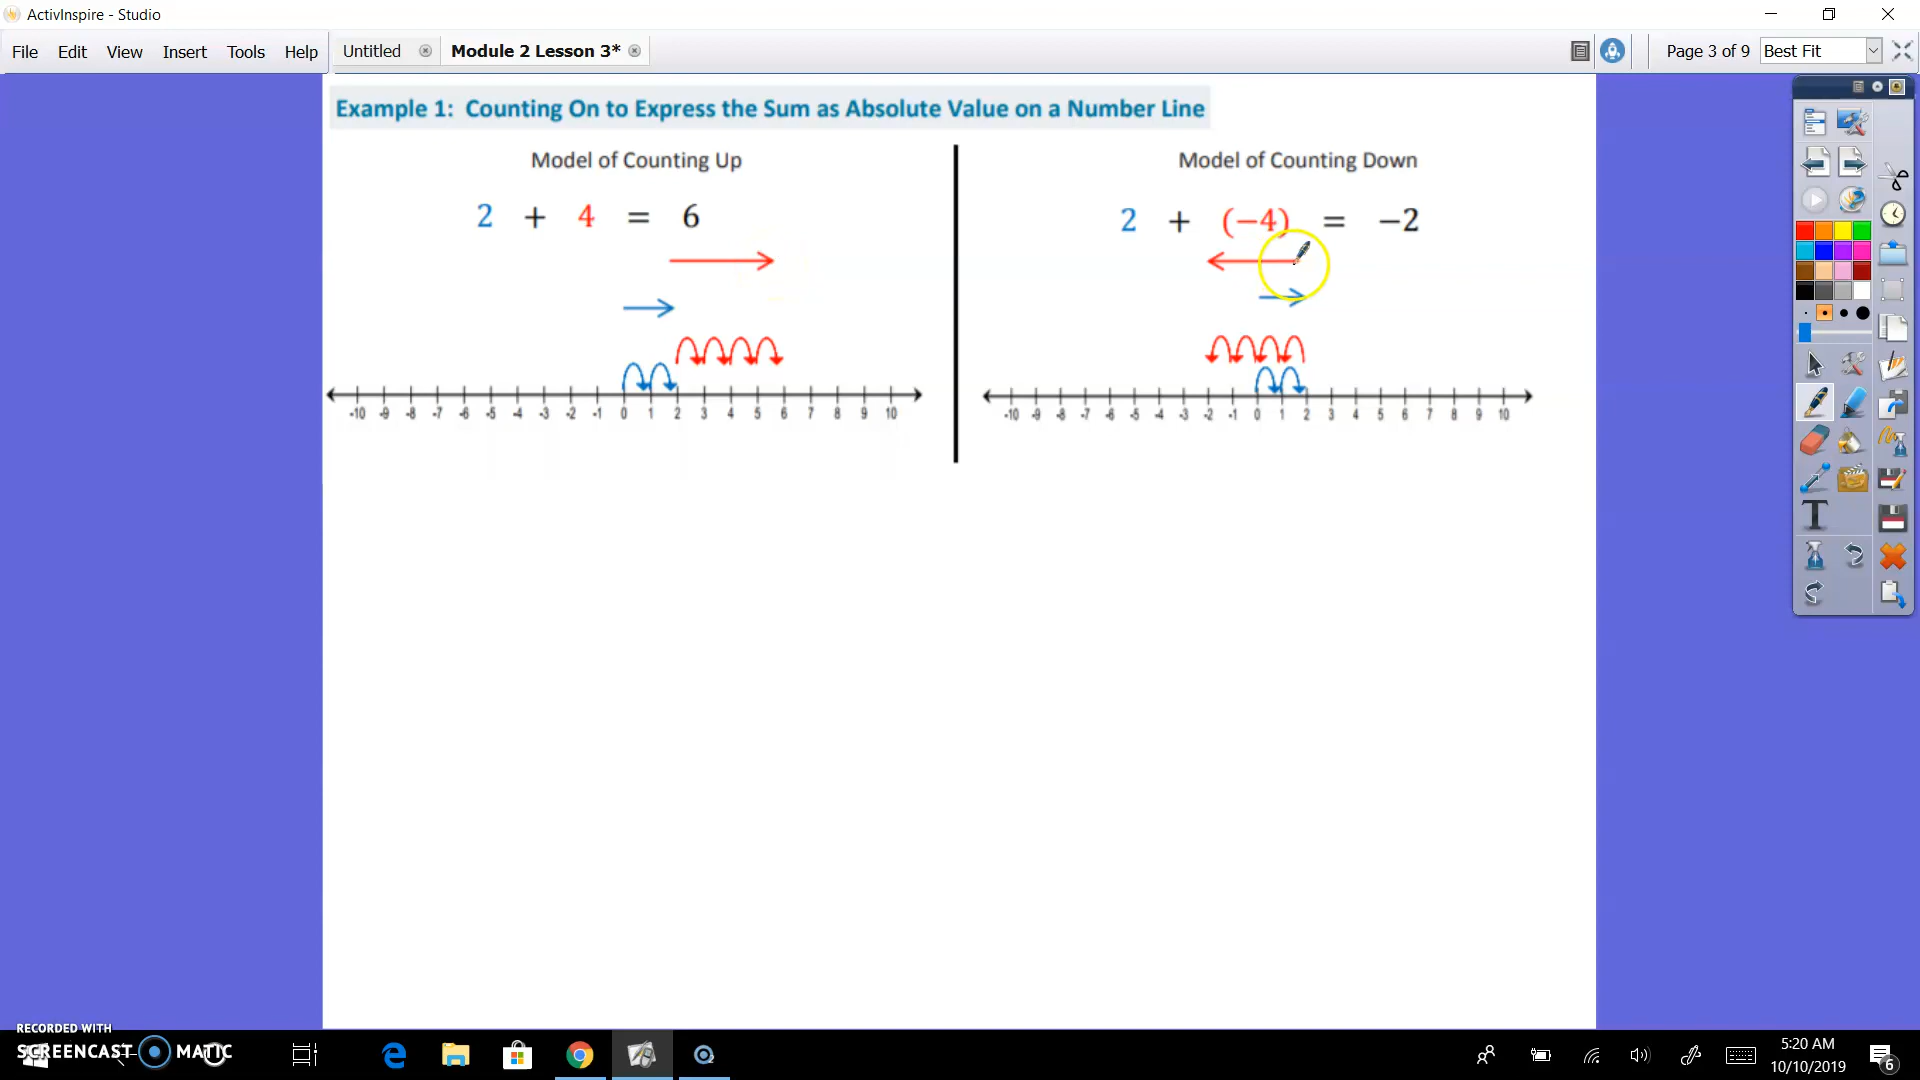 ActivInspire - Studio
File Edit View Insert Tools Help
Untitled
Module 2 Lesson 3*
Page 3 of 9
Best Fit
Example 1: Counting On to Express the Sum as Absolute Value on a Number Line
Model of Counting Up
2 + 4 = 6
-10 -9 -8 -7 -6 -5 -4 -3 -2 -1 0 1 2 3 4 5 6 7 8 9 10
Model of Counting Down
2 + (−4) = −2
-10 -9 -8 -7 -6 -5 -4 -3 -2 -1 0 1 2 3 4 5 6 7 8 9 10
RECORDED WITH
SCREENCAST MATIC
5:20 AM
10/10/2019
6